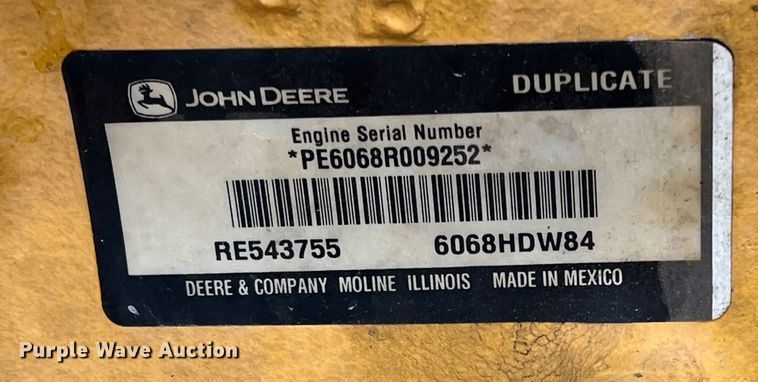 JOHN DEERE DUPLICATE
Engine Serial Number
*PE6068R009252*
RE543755 6068HDW84
DEERE & COMPANY MOLINE ILLINOIS MADE IN MEXICO
Purple Wave Auction